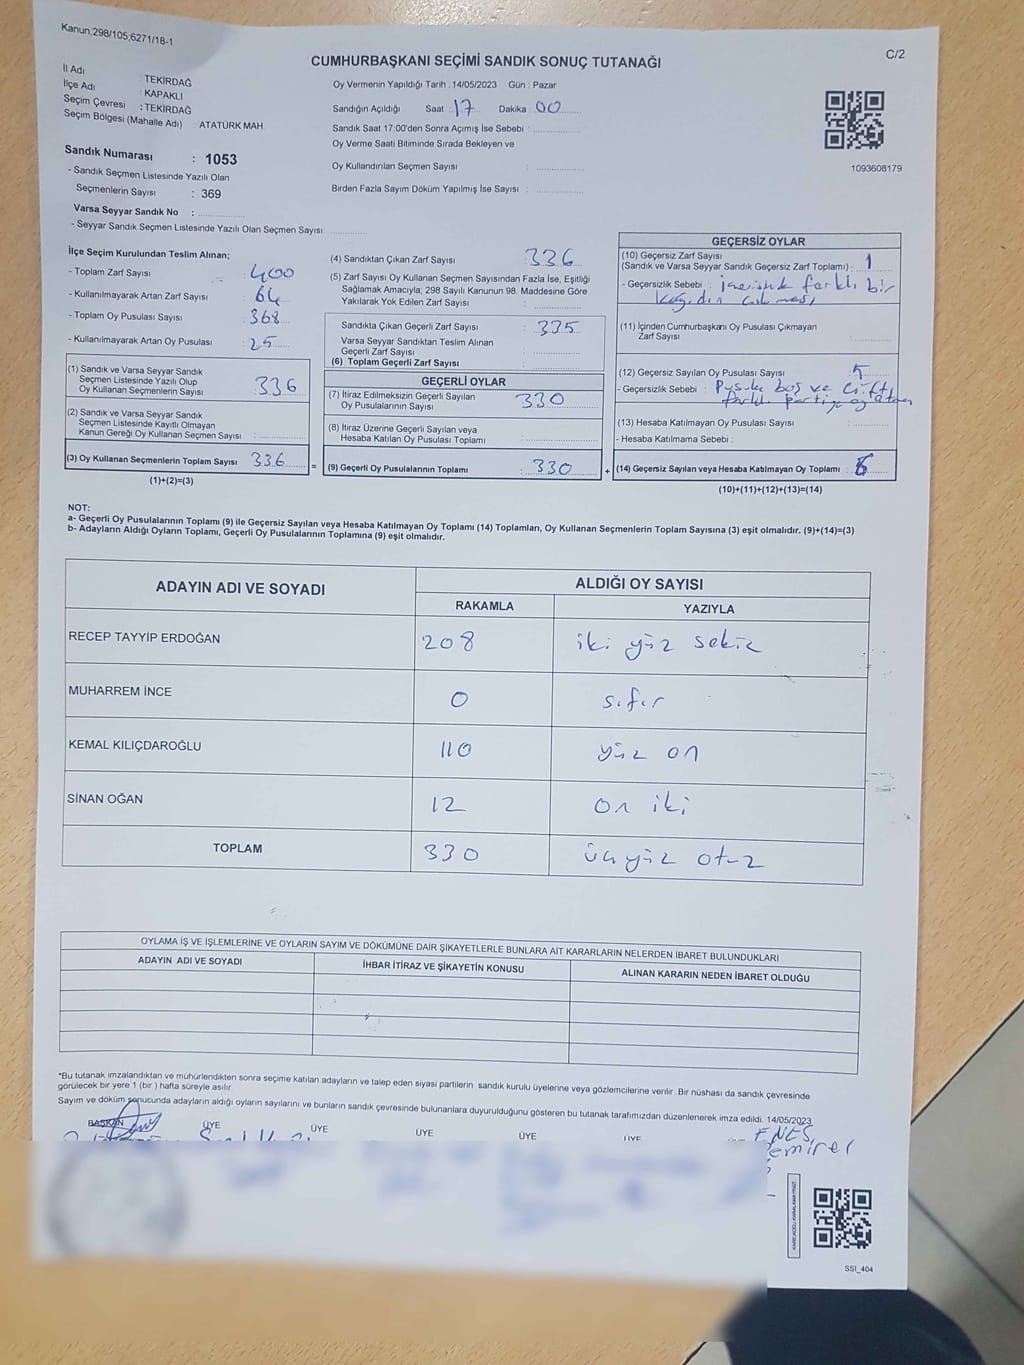 Kanun;298/105;6271/18-1
C/2
CUMHURBAŞKANI SEÇİMİ SANDIK SONUÇ TUTANAĞI
İl Adı : TEKİRDAĞ
İlçe Adı : KAPAKLI
Seçim Çevresi : TEKİRDAĞ
Seçim Bölgesi (Mahalle Adı) : ATATÜRK MAH
Sandık Numarası : 1053
- Sandık Seçmen Listesinde Yazılı Olan
Seçmenlerin Sayısı : 369
Varsa Seyyar Sandık No :
- Seyyar Sandık Seçmen Listesinde Yazılı Olan Seçmen Sayısı:
Oy Vermenin Yapıldığı Tarih : 14/05/2023 Gün : Pazar
Sandığın Açıldığı Saat : 17 Dakika : 00
Sandık Saat 17:00'den Sonra Açımış İse Sebebi :
Oy Verme Saati Bitiminde Sırada Bekleyen ve
Oy Kullandırılan Seçmen Sayısı :
Birden Fazla Sayım Döküm Yapılmış İse Sayısı :
1093608179
İlçe Seçim Kurulundan Teslim Alınan;
- Toplam Zarf Sayısı : 400
- Kullanılmayarak Artan Zarf Sayısı : 64
- Toplam Oy Pusulası Sayısı : 368
- Kullanılmayarak Artan Oy Pusulası : 25
(1) Sandık ve Varsa Seyyar Sandık
Seçmen Listesinde Yazılı Olup
Oy Kullanan Seçmenlerin Sayısı : 336
(2) Sandık ve Varsa Seyyar Sandık
Seçmen Listesinde Kayıtlı Olmayan
Kanun Gereği Oy Kullanan Seçmen Sayısı :
(3) Oy Kullanan Seçmenlerin Toplam Sayısı : 336
(1)+(2)=(3)
(4) Sandıktan Çıkan Zarf Sayısı : 336
(5) Zarf Sayısı Oy Kullanan Seçmen Sayısından Fazla İse, Eşitliği
Sağlamak Amacıyla; 298 Sayılı Kanunun 98. Maddesine Göre
Yakılarak Yok Edilen Zarf Sayısı :
Sandıkta Çıkan Geçerli Zarf Sayısı : 335
Varsa Seyyar Sandıktan Teslim Alınan
Geçerli Zarf Sayısı :
(6) Toplam Geçerli Zarf Sayısı :
GEÇERLİ OYLAR
(7) İtiraz Edilmeksizin Geçerli Sayılan
Oy Pusulalarının Sayısı : 330
(8) İtiraz Üzerine Geçerli Sayılan veya
Hesaba Katılan Oy Pusulası Toplamı :
= (9) Geçerli Oy Pusulalarının Toplamı : 330
GEÇERSİZ OYLAR
(10) Geçersiz Zarf Sayısı
(Sandık ve Varsa Seyyar Sandık Geçersiz Zarf Toplamı) : 1
- Geçersizlik Sebebi : içerisinde farklı bir
kağıdın çıkması
(11) İçinden Cumhurbaşkanı Oy Pusulası Çıkmayan
Zarf Sayısı :
(12) Geçersiz Sayılan Oy Pusulası Sayısı : 5
- Geçersizlik Sebebi : Pusula boş ve çift
farklı partiye oy
(13) Hesaba Katılmayan Oy Pusulası Sayısı :
- Hesaba Katılmama Sebebi :
+ (14) Geçersiz Sayılan veya Hesaba Katılmayan Oy Toplamı : 6
(10)+(11)+(12)+(13)=(14)
NOT:
a- Geçerli Oy Pusulalarının Toplamı (9) ile Geçersiz Sayılan veya Hesaba Katılmayan Oy Toplamı (14) Toplamları, Oy Kullanan Seçmenlerin Toplam Sayısına (3) eşit olmalıdır. (9)+(14)=(3)
b- Adayların Aldığı Oyların Toplamı, Geçerli Oy Pusulalarının Toplamına (9) eşit olmalıdır.
ADAYIN ADI VE SOYADI ALDIĞI OY SAYISI
RAKAMLA YAZIYLA
RECEP TAYYİP ERDOĞAN 208 iki yüz sekiz
MUHARREM İNCE 0 sıfır
KEMAL KILIÇDAROĞLU 110 yüz on
SİNAN OĞAN 12 on iki
TOPLAM 330 üçyüz otuz
OYLAMA İŞ VE İŞLEMLERİNE VE OYLARIN SAYIM VE DÖKÜMÜNE DAİR ŞİKAYETLERLE BUNLARA AİT KARARLARIN NELERDEN İBARET BULUNDUKLARI
ADAYIN ADI VE SOYADI İHBAR İTİRAZ VE ŞİKAYETİN KONUSU ALINAN KARARIN NEDEN İBARET OLDUĞU
*Bu tutanak imzalandıktan ve mühürlendikten sonra seçime katılan adayların ve talep eden siyasi partilerin sandık kurulu üyelerine veya gözlemcilerine verilir. Bir nüshası da sandık çevresinde
görülecek bir yere 1 (bir ) hafta süreyle asılır.
Sayım ve döküm sonucunda adayların aldığı oyların sayılarını ve bunların sandık çevresinde bulunanlara duyurulduğunu gösteren bu tutanak tarafımızdan düzenlenerek imza edildi. 14/05/2023
BAŞKAN ÜYE ÜYE ÜYE ÜYE ÜYE
ENES
Demirel
SSI_404